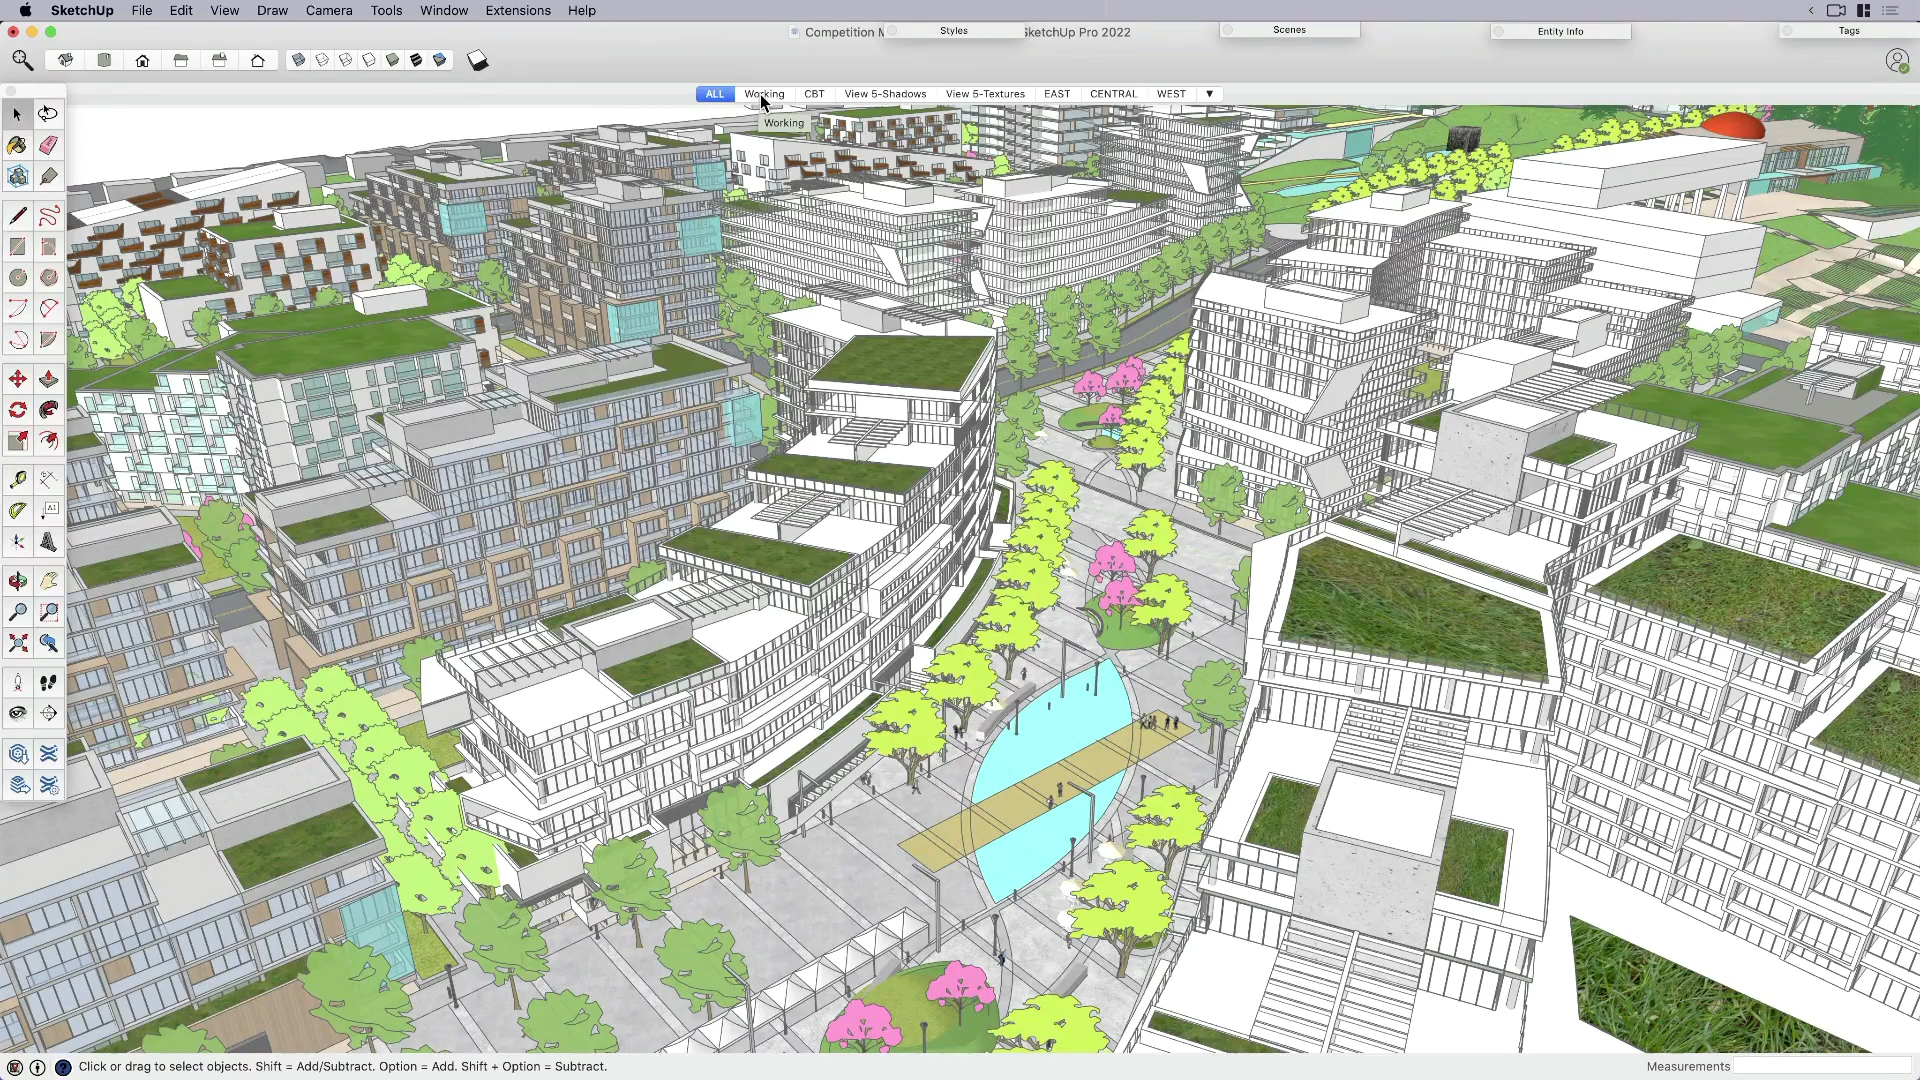 SketchUp File Edit View Draw Camera Tools Window Extensions Help
Competition M
Styles
SketchUp Pro 2022
Scenes
Entity Info
Tags
ALL Working CBT View 5-Shadows View 5-Textures EAST CENTRAL WEST
Working
A1
Click or drag to select objects. Shift = Add/Subtract. Option = Add. Shift + Option = Subtract.
Measurements